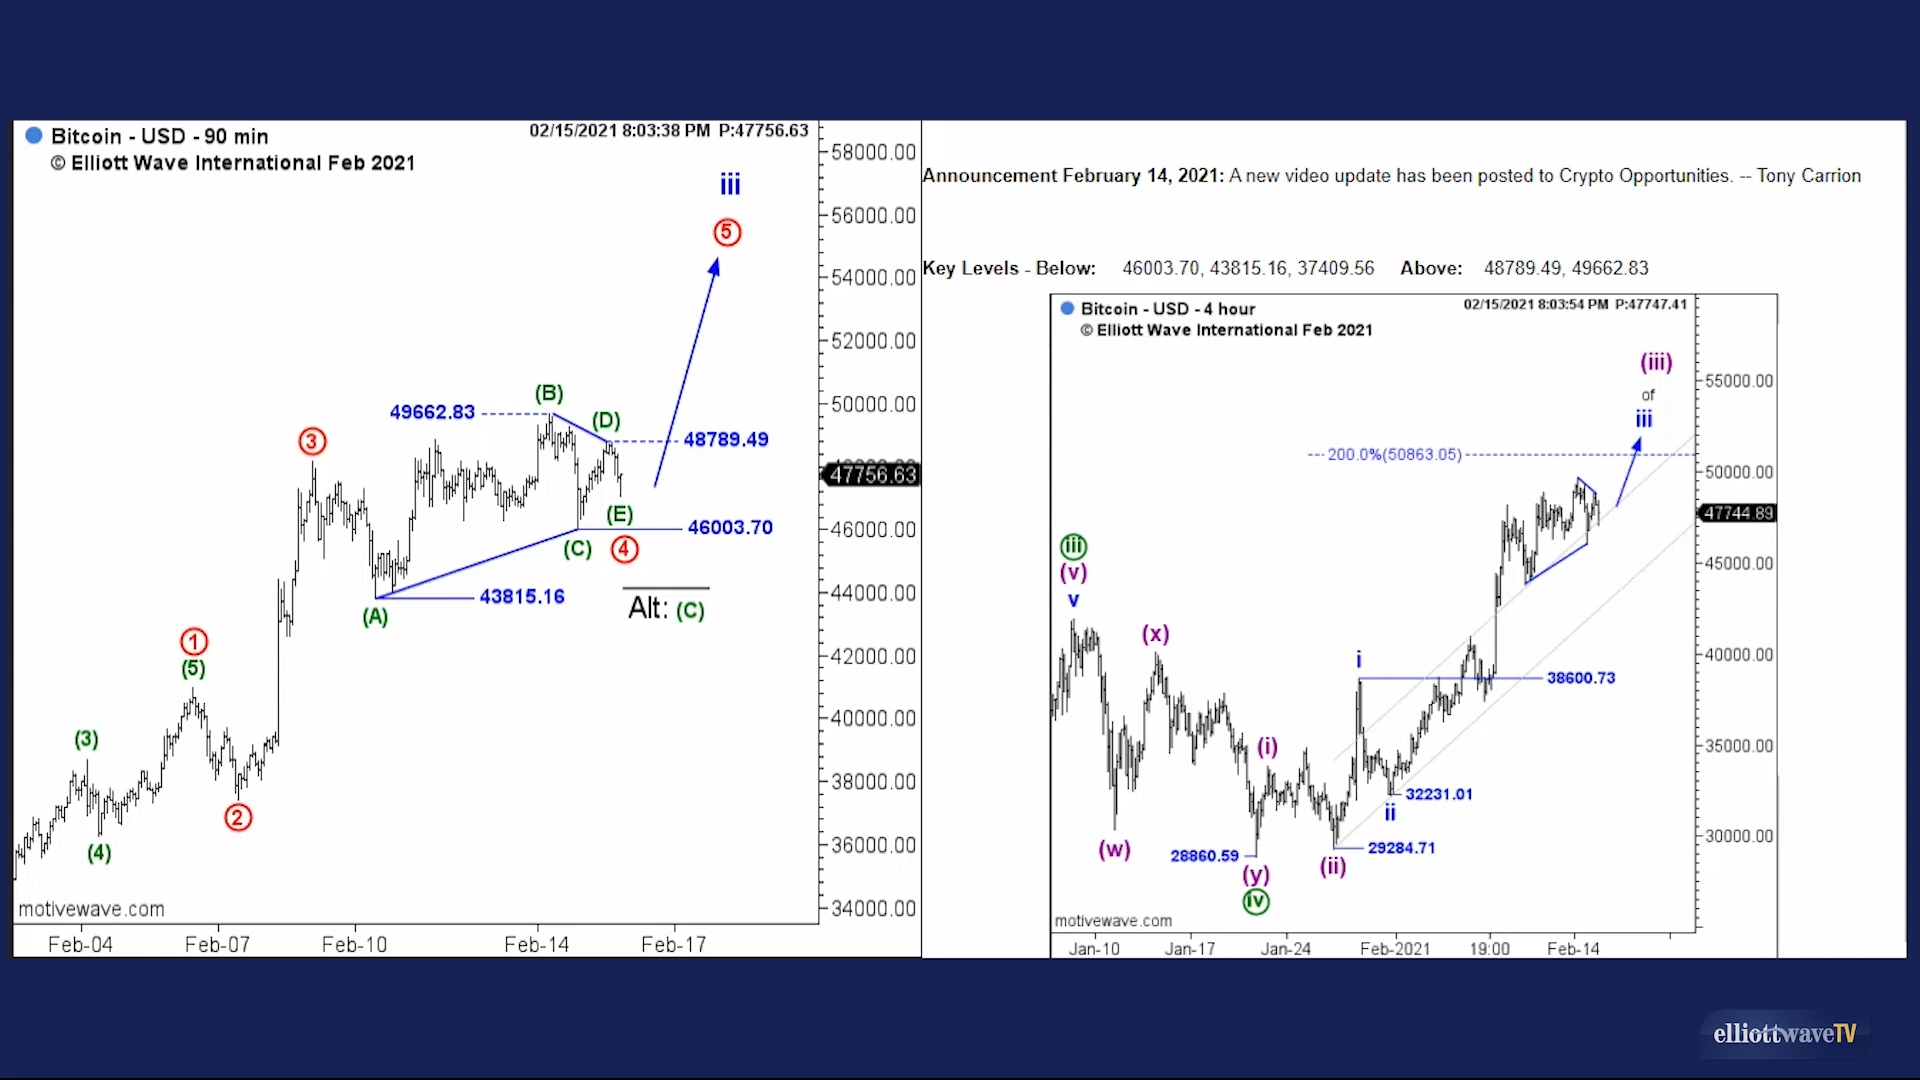 Bitcoin - USD - 90 min
02/15/2021 8:03:38 PM P:47756.63
© Elliott Wave International Feb 2021
58000.00
iii
56000.00
5
54000.00
52000.00
50000.00
(B)
49662.83
(D)
48789.49
3
47756.63
(E)
46003.70
46000.00
(C)
4
44000.00
43815.16
Alt: (C)
(A)
1
(5)
42000.00
40000.00
(3)
38000.00
2
(4)
36000.00
motivewave.com
34000.00
Feb-04
Feb-07
Feb-10
Feb-14
Feb-17
Announcement February 14, 2021: A new video update has been posted to Crypto Opportunities. -- Tony Carrion
Key Levels - Below: 46003.70, 43815.16, 37409.56 Above: 48789.49, 49662.83
Bitcoin - USD - 4 hour
02/15/2021 8:03:54 PM P:47747.41
© Elliott Wave International Feb 2021
(iii)
of
iii
55000.00
200.0%(50863.05)
50000.00
47744.89
iii
(v)
v
45000.00
(x)
i
40000.00
38600.73
(i)
35000.00
32231.01
ii
30000.00
(w)
28860.59
29284.71
(ii)
(y)
iv
motivewave.com
Jan-10
Jan-17
Jan-24
Feb-2021
19:00
Feb-14
elliottwaveTV